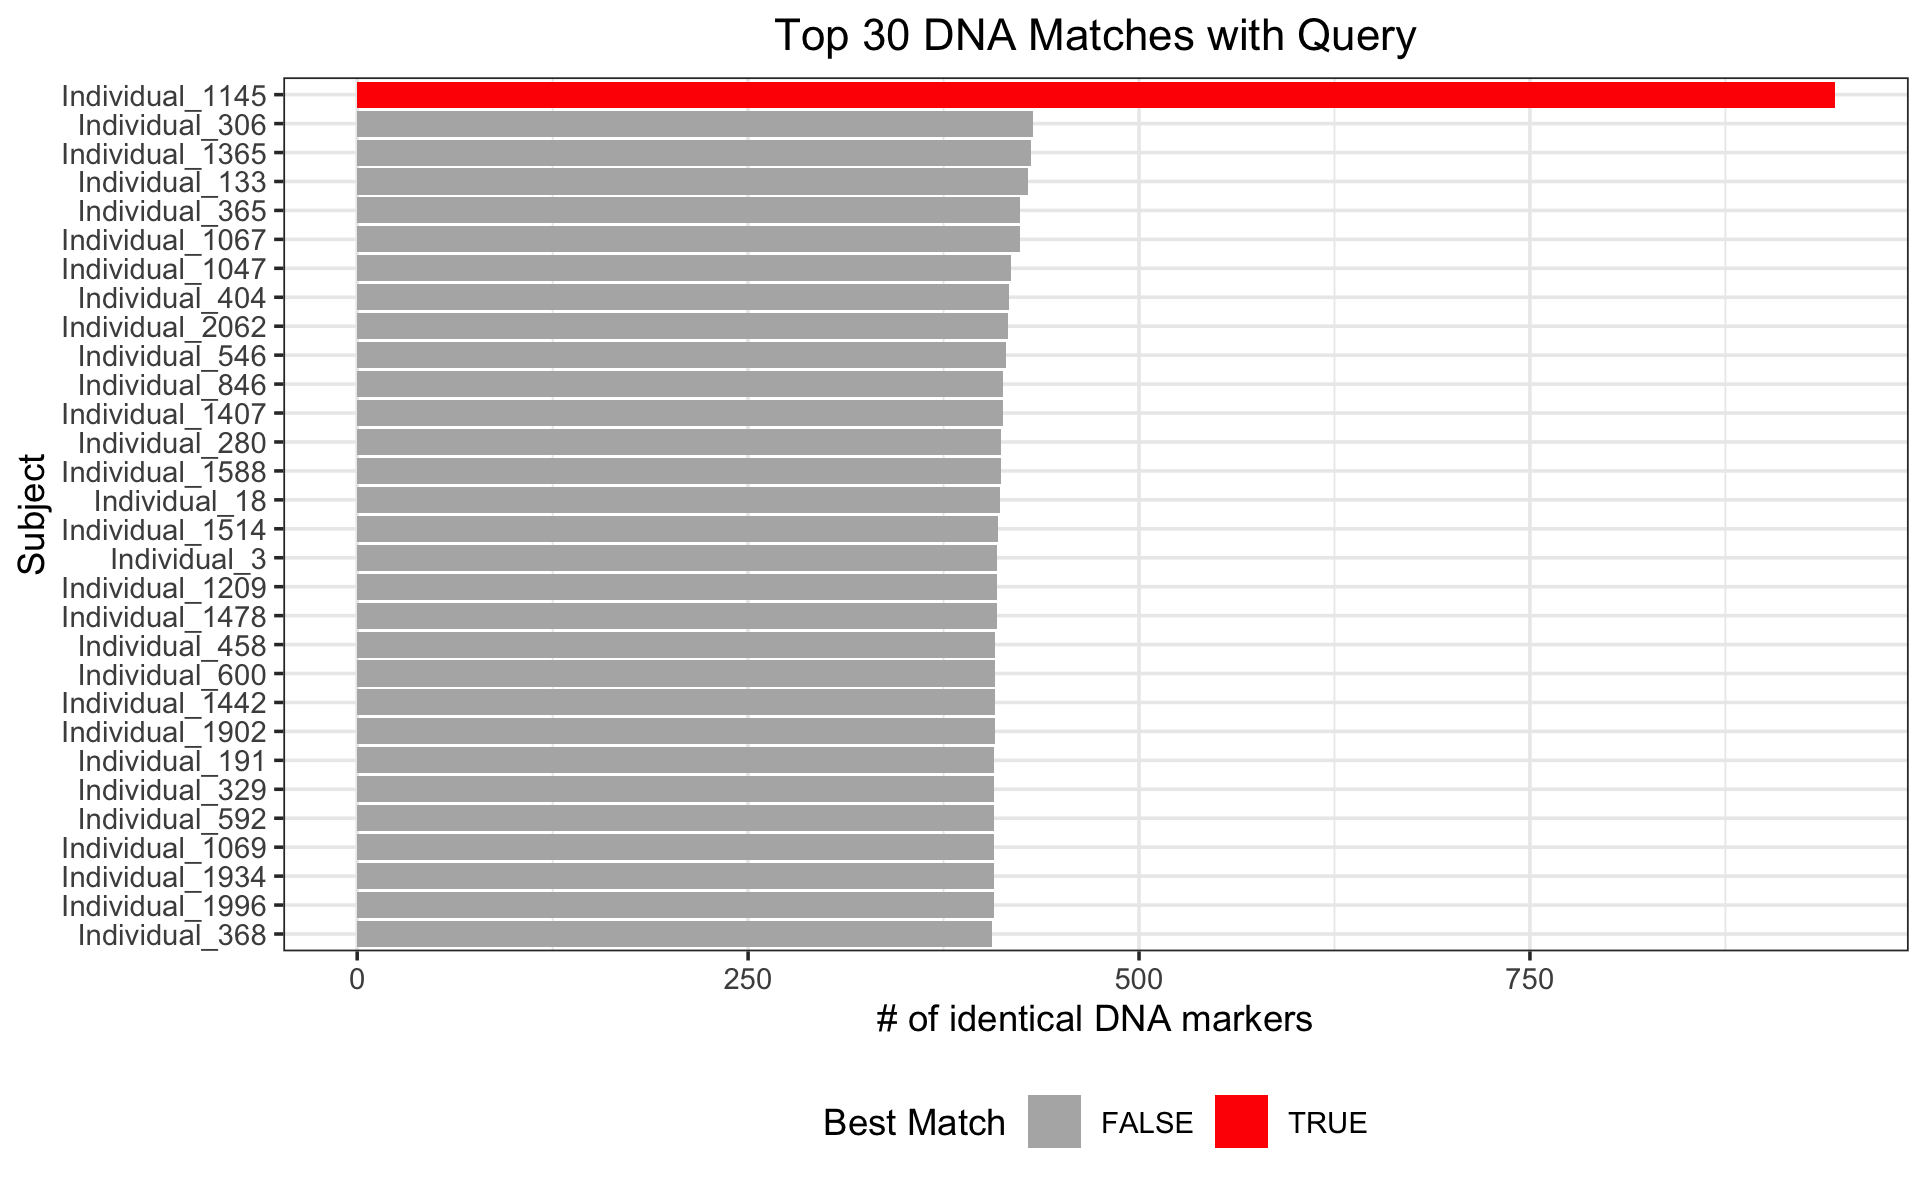 Top 30 DNA Matches with Query
Subject
Individual_1145
Individual_306
Individual_1365
Individual_133
Individual_365
Individual_1067
Individual_1047
Individual_404
Individual_2062
Individual_546
Individual_846
Individual_1407
Individual_280
Individual_1588
Individual_18
Individual_1514
Individual_3
Individual_1209
Individual_1478
Individual_458
Individual_600
Individual_1442
Individual_1902
Individual_191
Individual_329
Individual_592
Individual_1069
Individual_1934
Individual_1996
Individual_368
0 250 500 750
# of identical DNA markers
Best Match FALSE TRUE